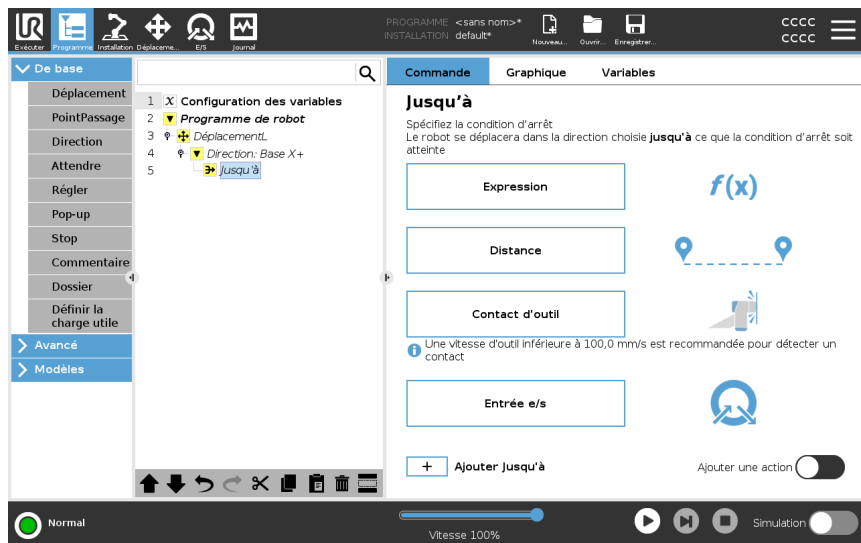 PROGRAMME <sans nom>*
INSTALLATION default*
UR
Exécuter
Programme
Installation
Déplaceme...
E/S
Journal
Nouveau...
Ouvrir...
Enregistrer...
CCCC
CCCC
De base
Déplacement
PointPassage
Direction
Attendre
Régler
Pop-up
Stop
Commentaire
Dossier
Définir la
charge utile
Avancé
Modèles
1 x Configuration des variables
2 Programme de robot
3 DéplacementL
4 Direction: Base X+
5 Jusqu'à
Commande Graphique Variables
Jusqu'à
Spécifiez la condition d'arrêt
Le robot se déplacera dans la direction choisie jusqu'à ce que la condition d'arrêt soit
atteinte
Expression
f(x)
Distance
Contact d'outil
Une vitesse d'outil inférieure à 100,0 mm/s est recommandée pour détecter un
contact
Entrée e/s
+ Ajouter Jusqu'à
Ajouter une action
Normal
Vitesse 100%
Simulation